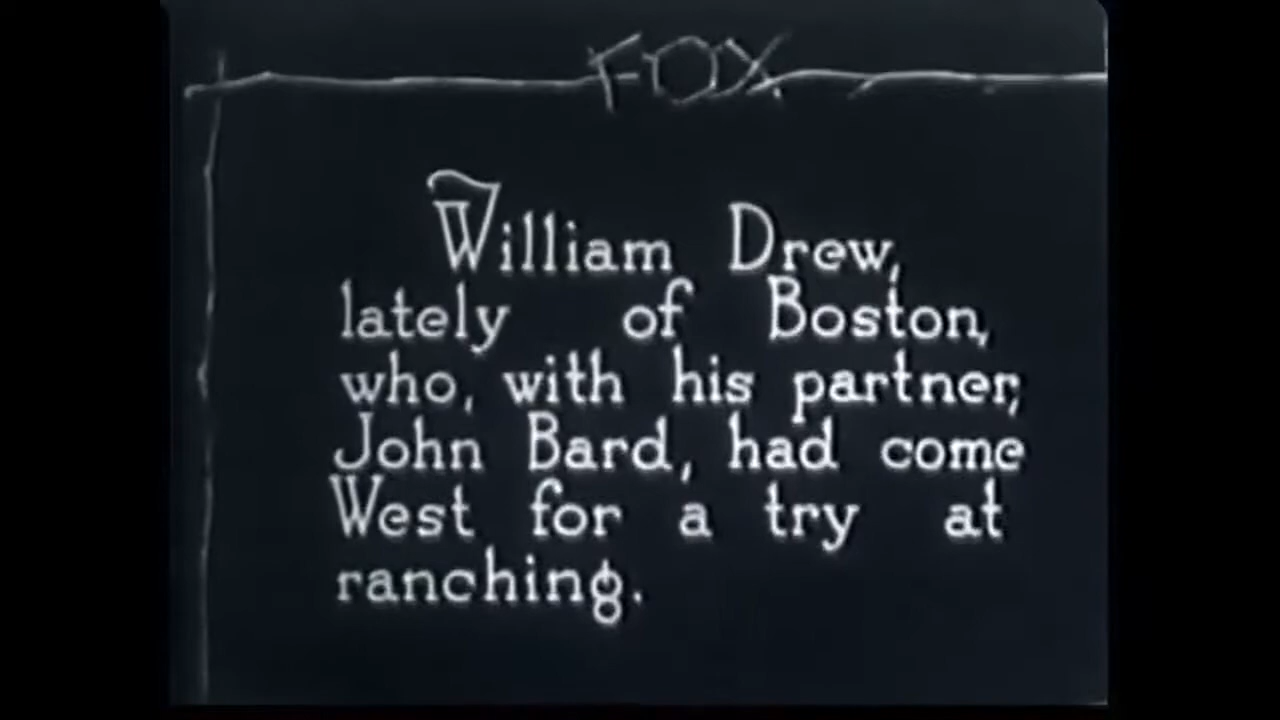 FOX
William Drew,
lately of Boston,
who, with his partner,
John Bard, had come
West for a try at
ranching.